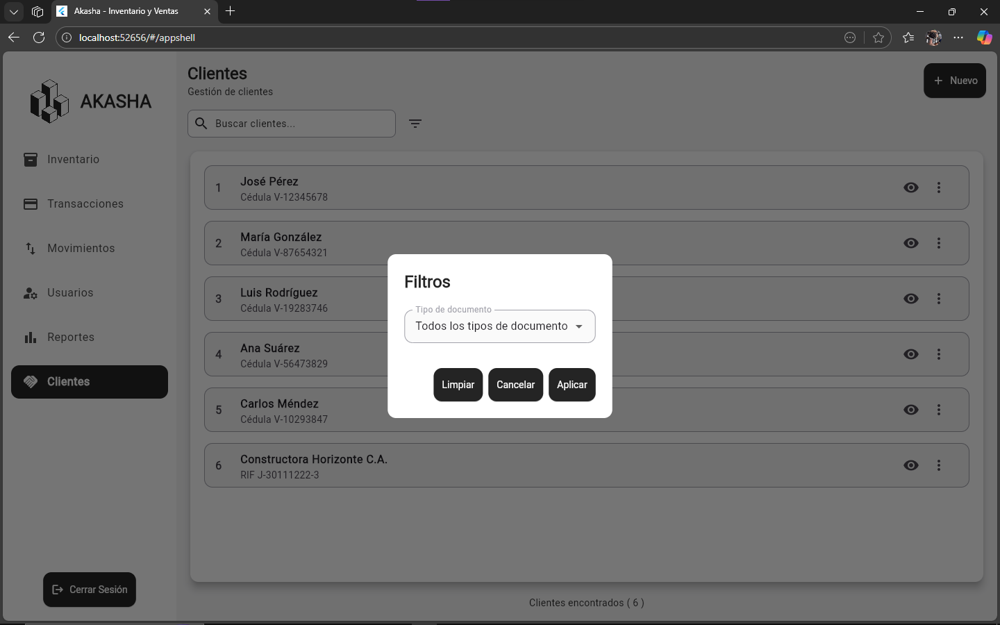 Akasha - Inventario y Ventas
localhost:52656/#/appshell
AKASHA
Inventario
Transacciones
Movimientos
Usuarios
Reportes
Clientes
Cerrar Sesión
Clientes
Gestión de clientes
Nuevo
Buscar clientes...
1
José Pérez
Cédula V-12345678
2
María González
Cédula V-87654321
3
Luis Rodríguez
Cédula V-19283746
4
Ana Suárez
Cédula V-56473829
5
Carlos Méndez
Cédula V-10293847
6
Constructora Horizonte C.A.
RIF J-30111222-3
Filtros
Tipo de documento
Todos los tipos de documento
Limpiar
Cancelar
Aplicar
Clientes encontrados ( 6 )